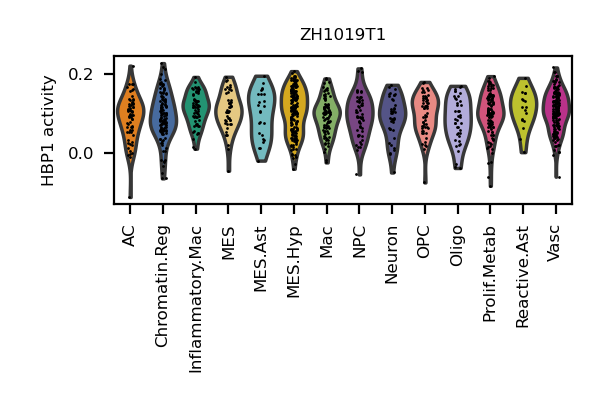 ZH1019T1
HBP1 activity
0.2
0.0
AC
Chromatin.Reg
Inflammatory.Mac
MES
MES.Ast
MES.Hyp
Mac
NPC
Neuron
OPC
Oligo
Prolif.Metab
Reactive.Ast
Vasc